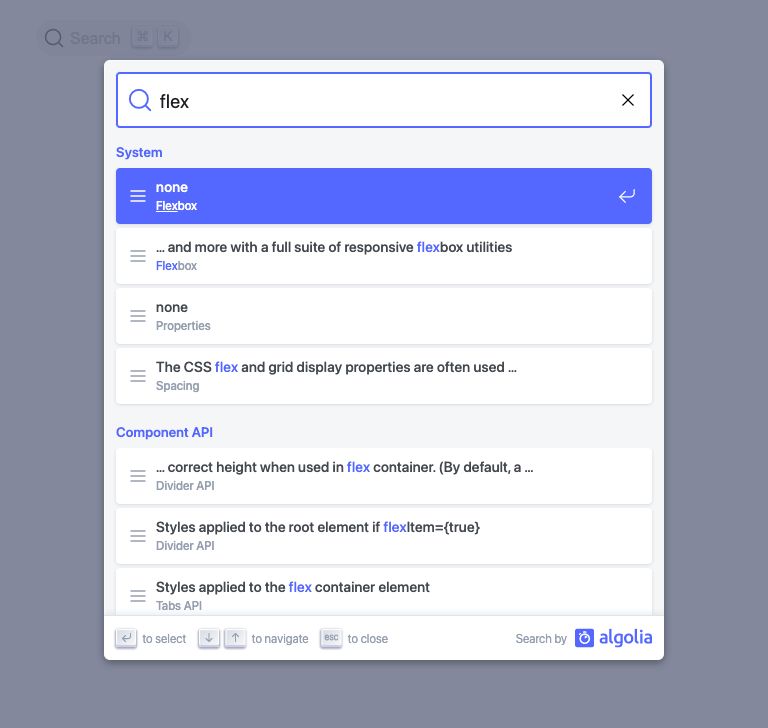 Search ⌘ K
flex
System
none
Flexbox
... and more with a full suite of responsive flexbox utilities
Flexbox
none
Properties
The CSS flex and grid display properties are often used ...
Spacing
Component API
... correct height when used in flex container. (By default, a ...
Divider API
Styles applied to the root element if flexItem={true}
Divider API
Styles applied to the flex container element
Tabs API
to select to navigate esc to close Search by algolia